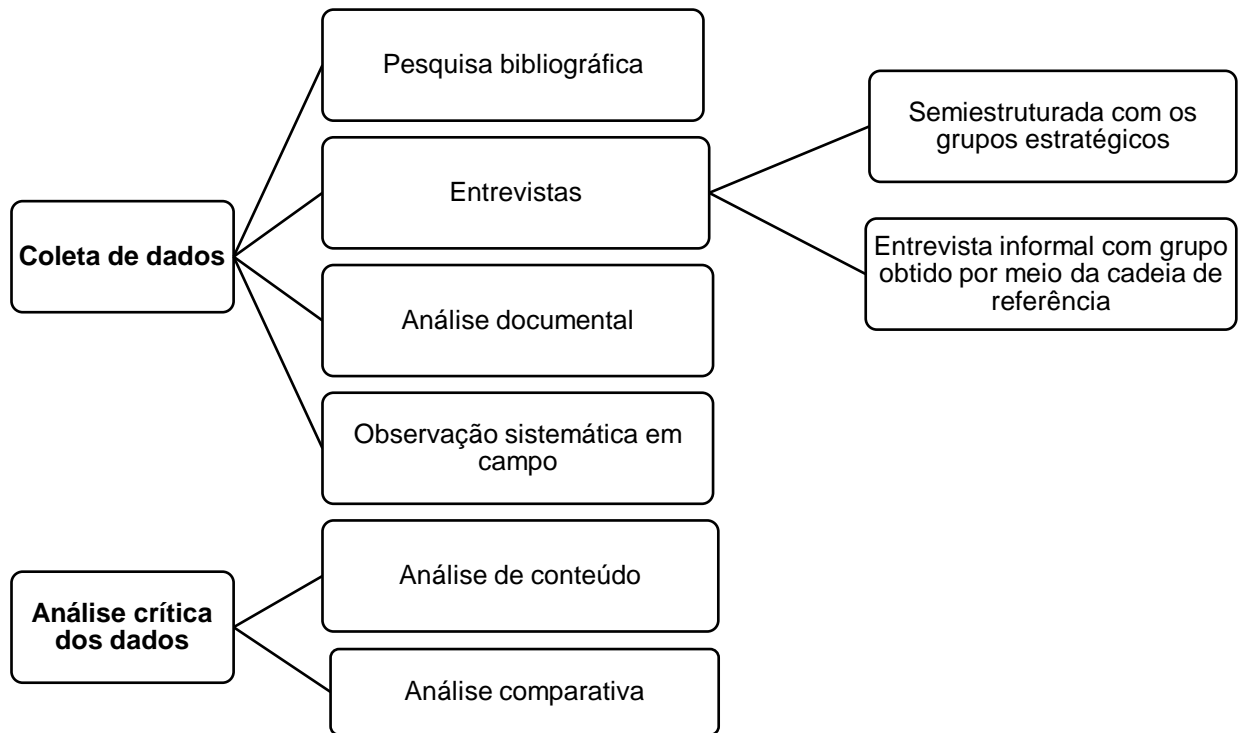 Coleta de dados
Pesquisa bibliográfica
Entrevistas
Semiestruturada com os
grupos estratégicos
Entrevista informal com grupo
obtido por meio da cadeia de
referência
Análise documental
Observação sistemática em
campo
Análise crítica
dos dados
Análise de conteúdo
Análise comparativa